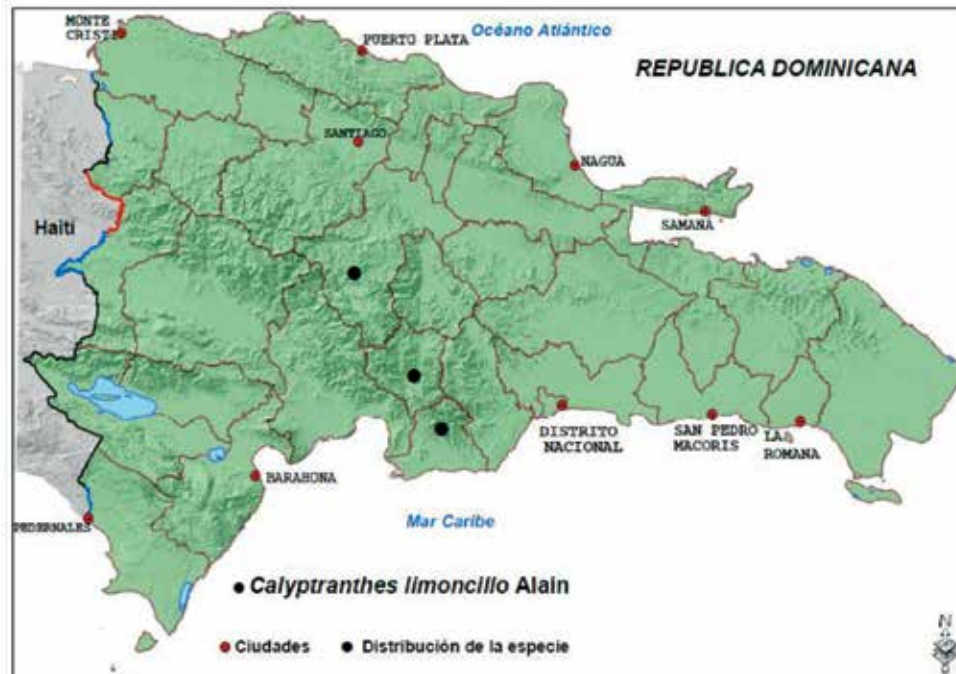 MONTE
CRISTI
PUERTO PLATA
Océano Atlántico
REPUBLICA DOMINICANA
SANTIAGO
NAGUA
SAMANA
Haití
DISTRITO
NACIONAL
SAN PEDRO
MACORIS
LA
ROMANA
BARAHONA
PEDERNALES
Mar Caribe
Calyptranthes limoncillo Alain
Ciudades
Distribución de la especie
N